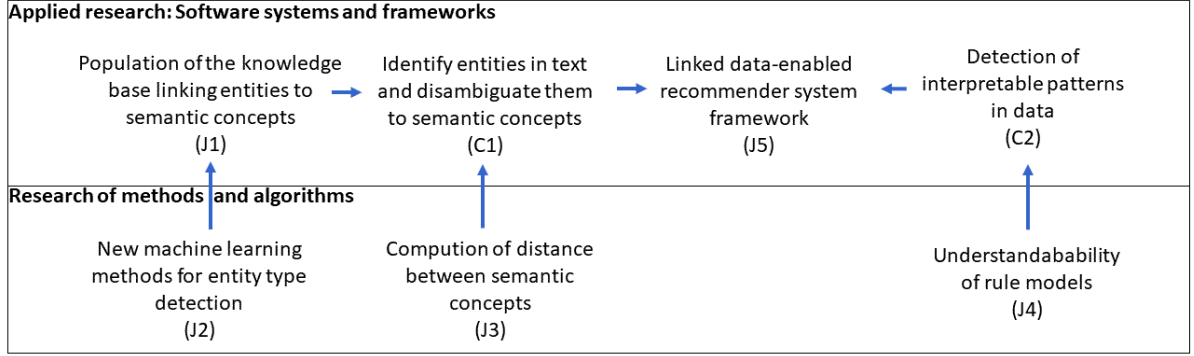 Applied research: Software systems and frameworks
Population of the knowledge
base linking entities to
semantic concepts
(J1)
Identify entities in text
and disambiguate them
to semantic concepts
(C1)
Linked data-enabled
recommender system
framework
(J5)
Detection of
interpretable patterns
in data
(C2)
Research of methods and algorithms
New machine learning
methods for entity type
detection
(J2)
Compution of distance
between semantic
concepts
(J3)
Understandabability
of rule models
(J4)